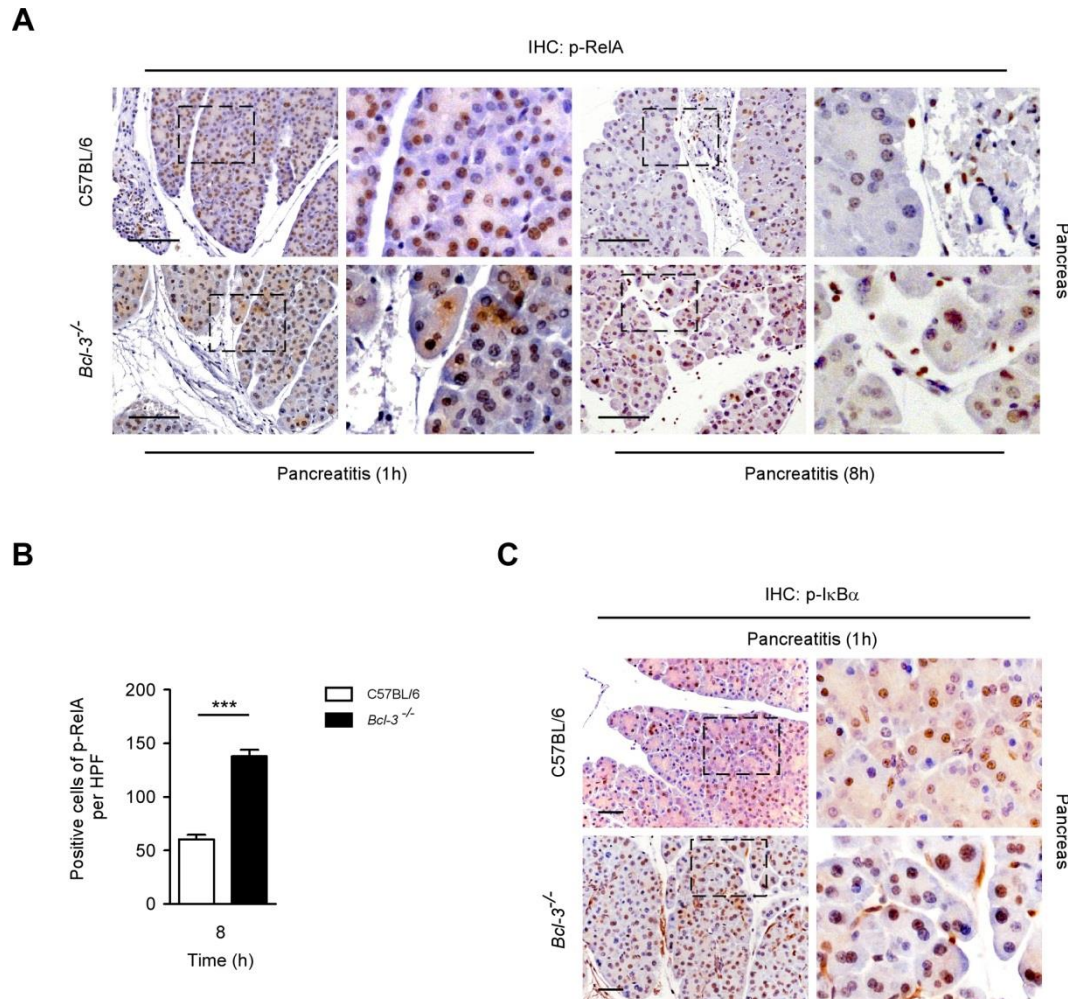 A
IHC: p-RelA
C57BL/6
Bcl-3-/-
Pancreas
Pancreatitis (1h)
Pancreatitis (8h)
B
Positive cells of p-RelA
per HPF
200
150
100
50
0
***
8
Time (h)
C57BL/6
Bcl-3 -/-
C
IHC: p-IκBα
Pancreatitis (1h)
C57BL/6
Bcl-3-/-
Pancreas